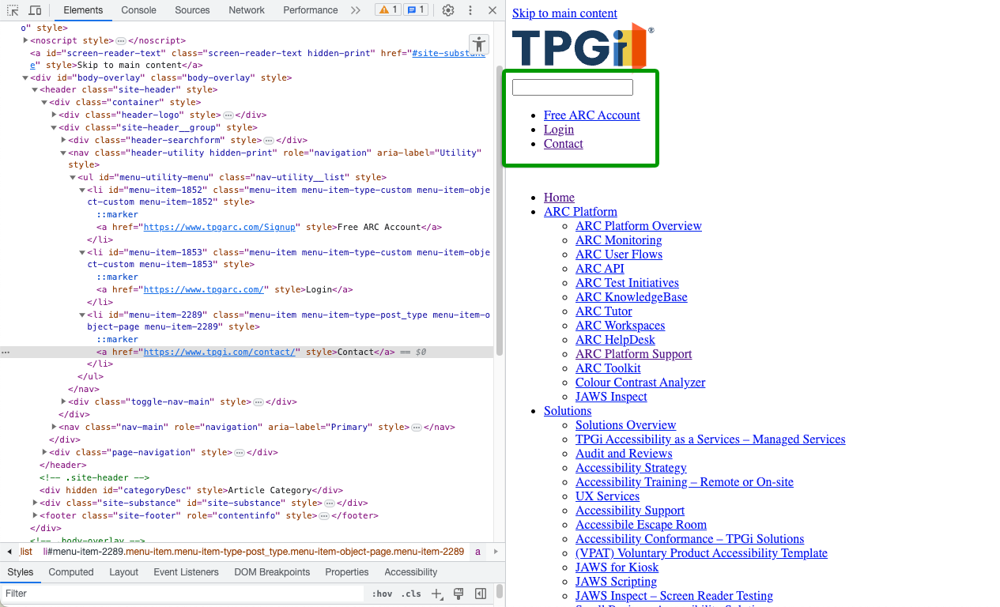 Elements Console Sources Network Performance 1 1
o" style>
<noscript style> … </noscript>
<a id="screen-reader-text" class="screen-reader-text hidden-print" href="#site-substanc
e" style>Skip to main content</a>
<div id="body-overlay" class="body-overlay" style>
<header class="site-header" style>
<div class="container" style>
<div class="header-logo" style> … </div>
<div class="site-header__group" style>
<div class="header-searchform" style> … </div>
<nav class="header-utility hidden-print" role="navigation" aria-label="Utility"
style>
<ul id="menu-utility-menu" class="nav-utility__list" style>
<li id="menu-item-1852" class="menu-item menu-item-type-custom menu-item-obje
ct-custom menu-item-1852" style>
::marker
<a href="https://www.tpgarc.com/Signup" style>Free ARC Account</a>
</li>
<li id="menu-item-1853" class="menu-item menu-item-type-custom menu-item-obje
ct-custom menu-item-1853" style>
::marker
<a href="https://www.tpgarc.com/" style>Login</a>
</li>
<li id="menu-item-2289" class="menu-item menu-item-type-post_type menu-item-o
bject-page menu-item-2289" style>
::marker
… <a href="https://www.tpgi.com/contact/" style>Contact</a> == $0
</li>
</ul>
</nav>
<div class="toggle-nav-main" style> … </div>
</div>
<nav class="nav-main" role="navigation" aria-label="Primary" style> … </nav>
</div>
<div class="page-navigation" style> … </div>
</header>
<!-- .site-header -->
<div hidden id="categoryDesc" style>Article Category</div>
<div class="site-substance" id="site-substance" style> … </div>
<footer class="site-footer" role="contentinfo" style> … </footer>
</div>
<!-- .body-overlay -->
list li#menu-item-2289.menu-item.menu-item-type-post_type.menu-item-object-page.menu-item-2289 a
Styles Computed Layout Event Listeners DOM Breakpoints Properties Accessibility
Filter :hov .cls
Skip to main content
TPGi®
Free ARC Account
Login
Contact
Home
ARC Platform
ARC Platform Overview
ARC Monitoring
ARC User Flows
ARC API
ARC Test Initiatives
ARC KnowledgeBase
ARC Tutor
ARC Workspaces
ARC HelpDesk
ARC Platform Support
ARC Toolkit
Colour Contrast Analyzer
JAWS Inspect
Solutions
Solutions Overview
TPGi Accessibility as a Services – Managed Services
Audit and Reviews
Accessibility Strategy
Accessibility Training – Remote or On-site
UX Services
Accessibility Support
Accessibile Escape Room
Accessibility Conformance – TPGi Solutions
(VPAT) Voluntary Product Accessibility Template
JAWS for Kiosk
JAWS Scripting
JAWS Inspect – Screen Reader Testing